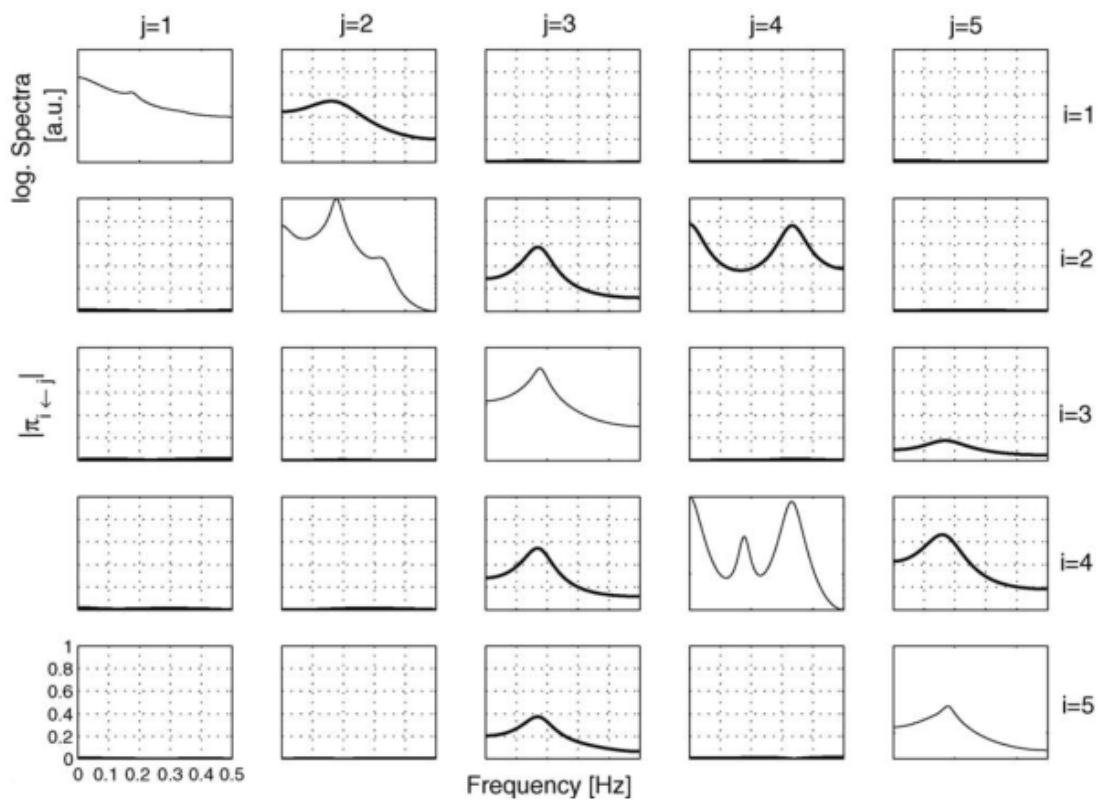 j=1 j=2 j=3 j=4 j=5
log. Spectra
[a.u.]
i=1
i=2
|π i ← j|
i=3
i=4
1
0.8
0.6
0.4
0.2
0
i=5
0 0.1 0.2 0.3 0.4 0.5
Frequency [Hz]